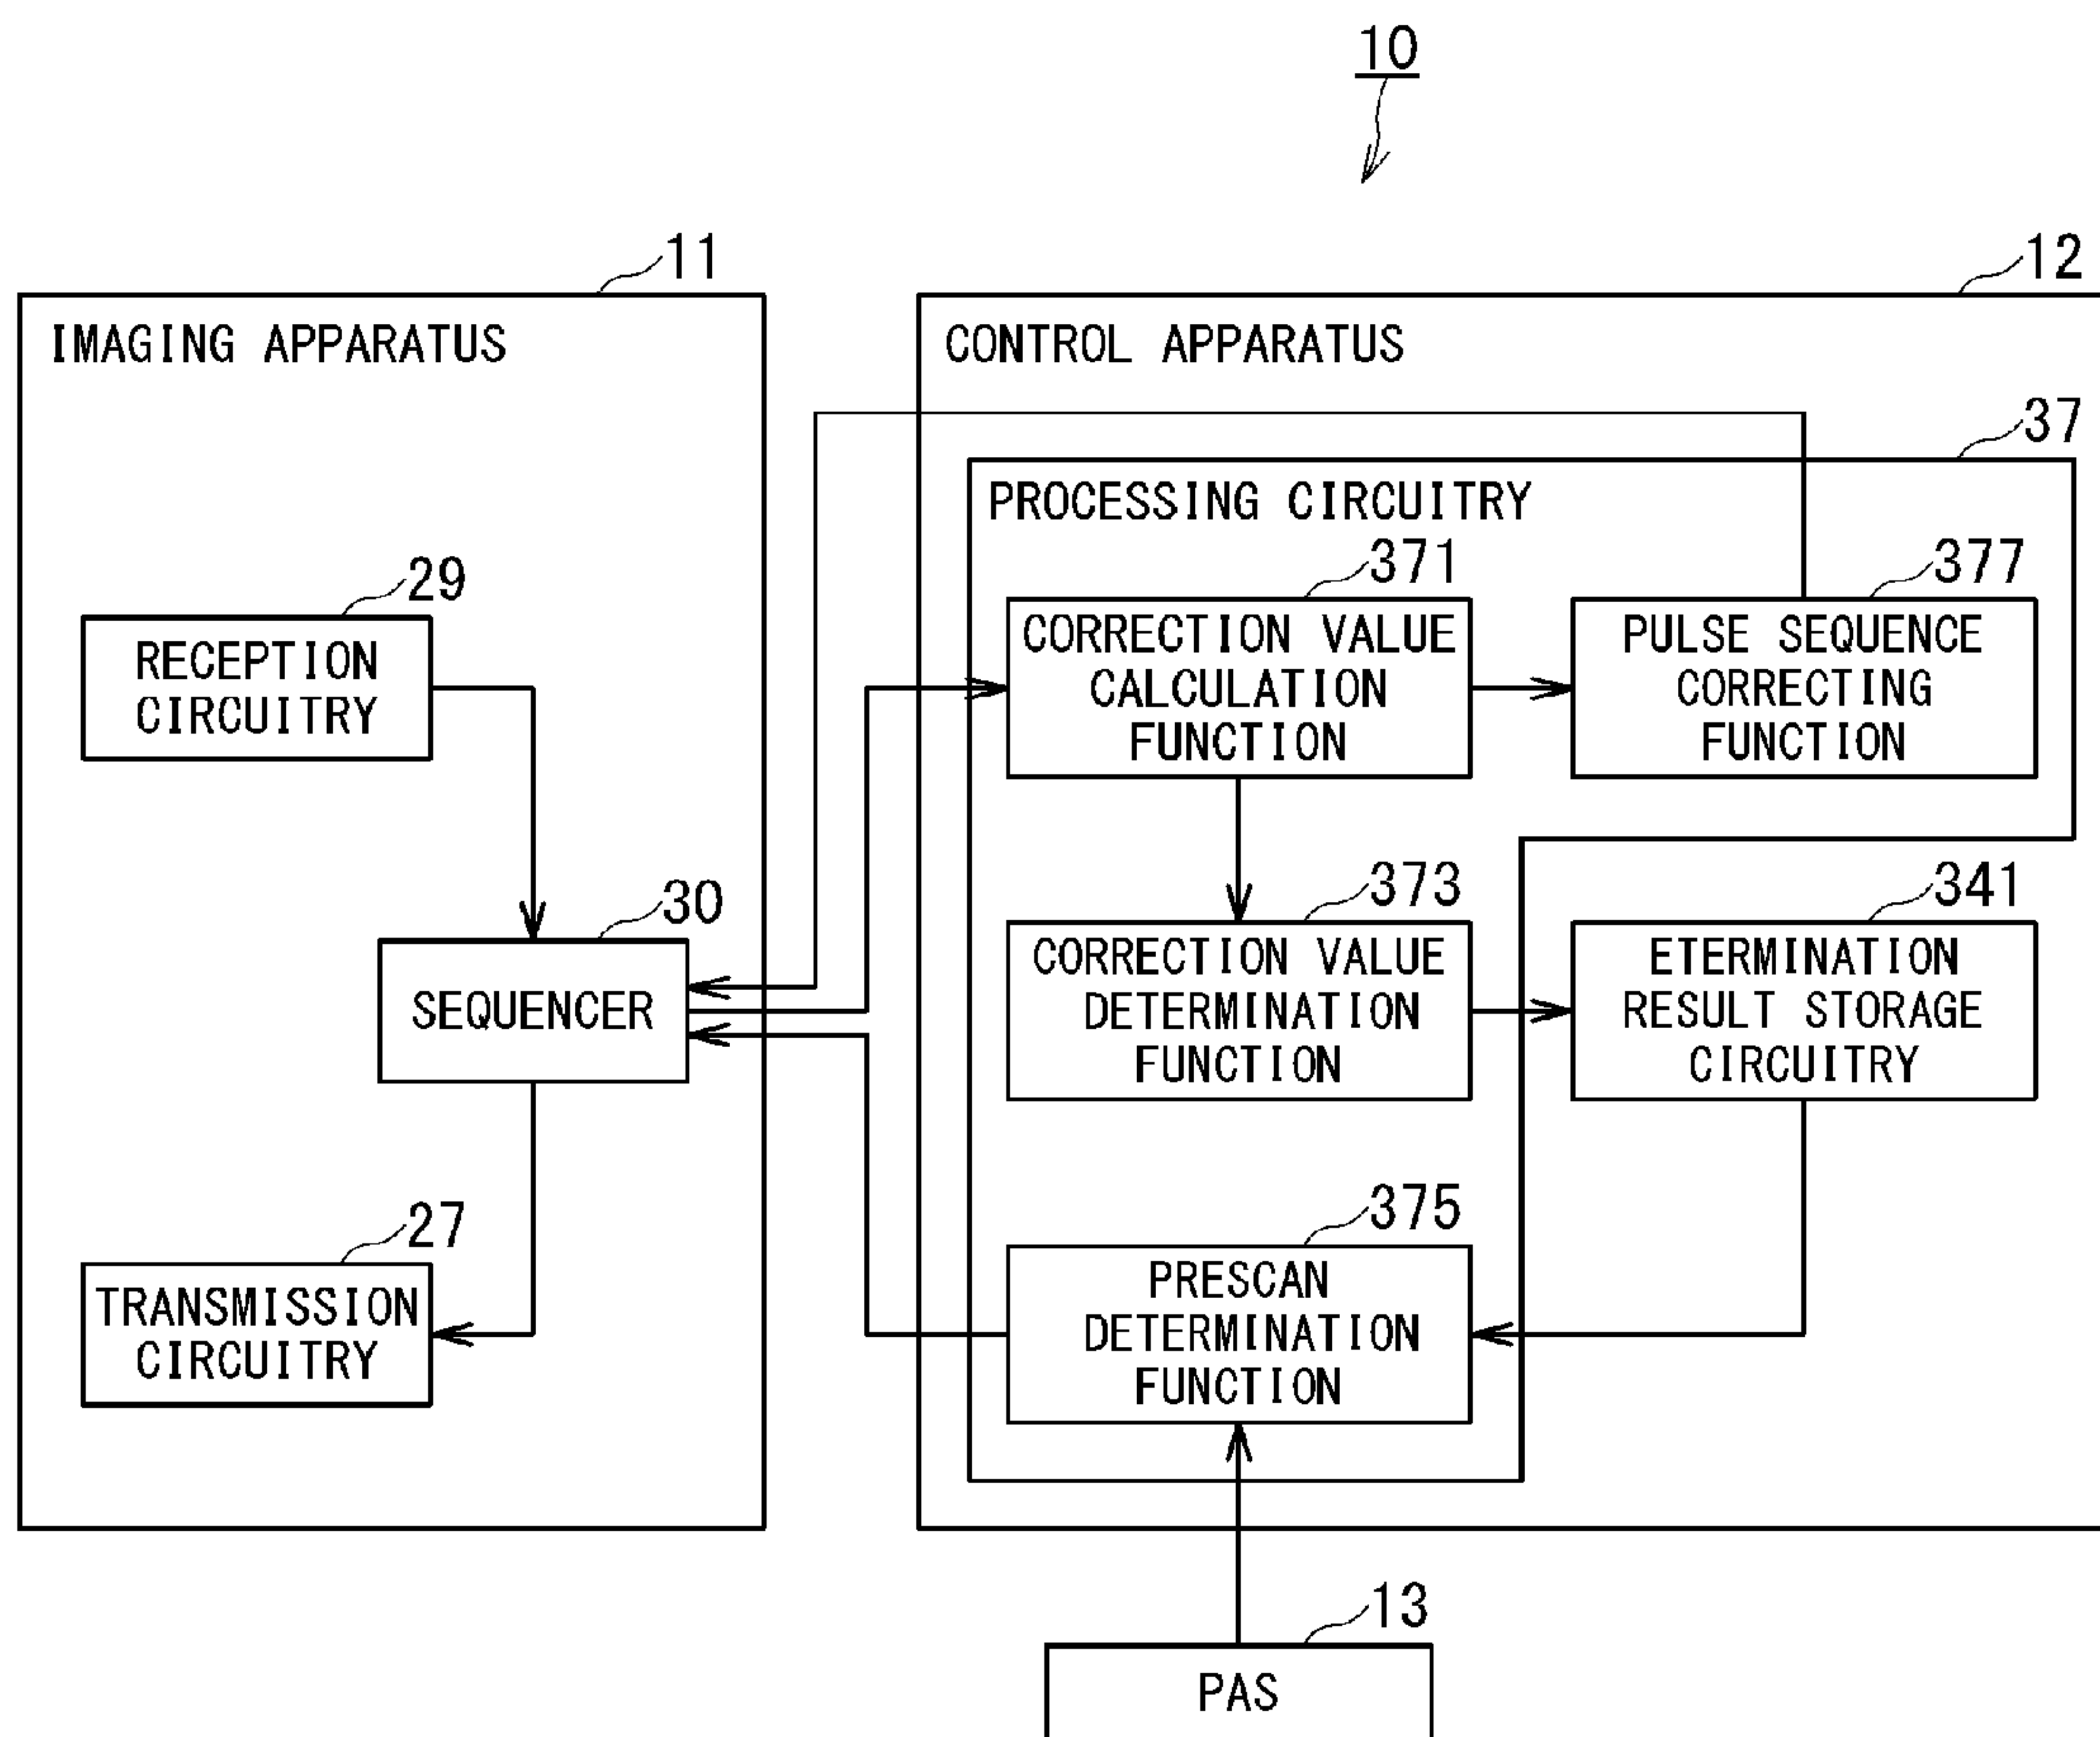 10
11
IMAGING APPARATUS
29
RECEPTION
CIRCUITRY
30
SEQUENCER
27
TRANSMISSION
CIRCUITRY
12
CONTROL APPARATUS
37
PROCESSING CIRCUITRY
371
CORRECTION VALUE
CALCULATION
FUNCTION
377
PULSE SEQUENCE
CORRECTING
FUNCTION
373
CORRECTION VALUE
DETERMINATION
FUNCTION
341
ETERMINATION
RESULT STORAGE
CIRCUITRY
375
PRESCAN
DETERMINATION
FUNCTION
13
PAS